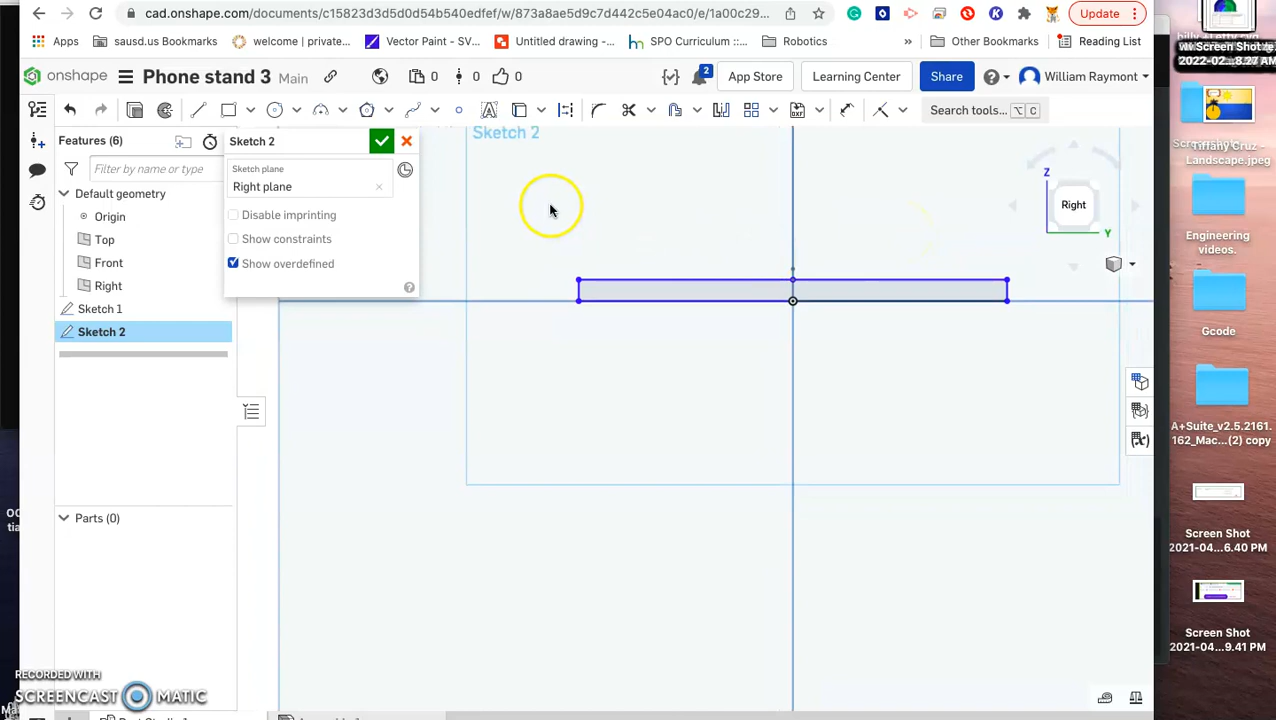 cad.onshape.com/documents/c15823d3d5d0d54b540edfef/w/8f3a8ae5d9c7d442c5e04ac0/e/1a00c29...
Update
Apps
sausd.us Bookmarks
welcome | private...
Vector Paint - SV...
Untitled drawing -...
SPO Curriculum ::...
Robotics
»
Other Bookmarks
Reading List
onshape
Phone stand 3
Main
0
0
0
2
App Store
Learning Center
Share
William Raymont
Search tools...
⌥
C
Features (6)
Filter by name or type
Default geometry
Origin
Top
Front
Right
Sketch 1
Sketch 2
Parts (0)
Sketch 2
Sketch plane
Right plane
Disable imprinting
Show constraints
Show overdefined
Sketch 2
Z
Right
Y
Screen Shot
2022-02...8:27 AM
Tiffany Cruz -
Landscape.jpeg
Engineering
videos.
Gcode
A+Suite_v2.5.2161.
162_Mac...(2) copy
Screen Shot
2021-04...6.40 PM
Screen Shot
2021-04...9.41 PM
RECORDED WITH
SCREENCAST MATIC